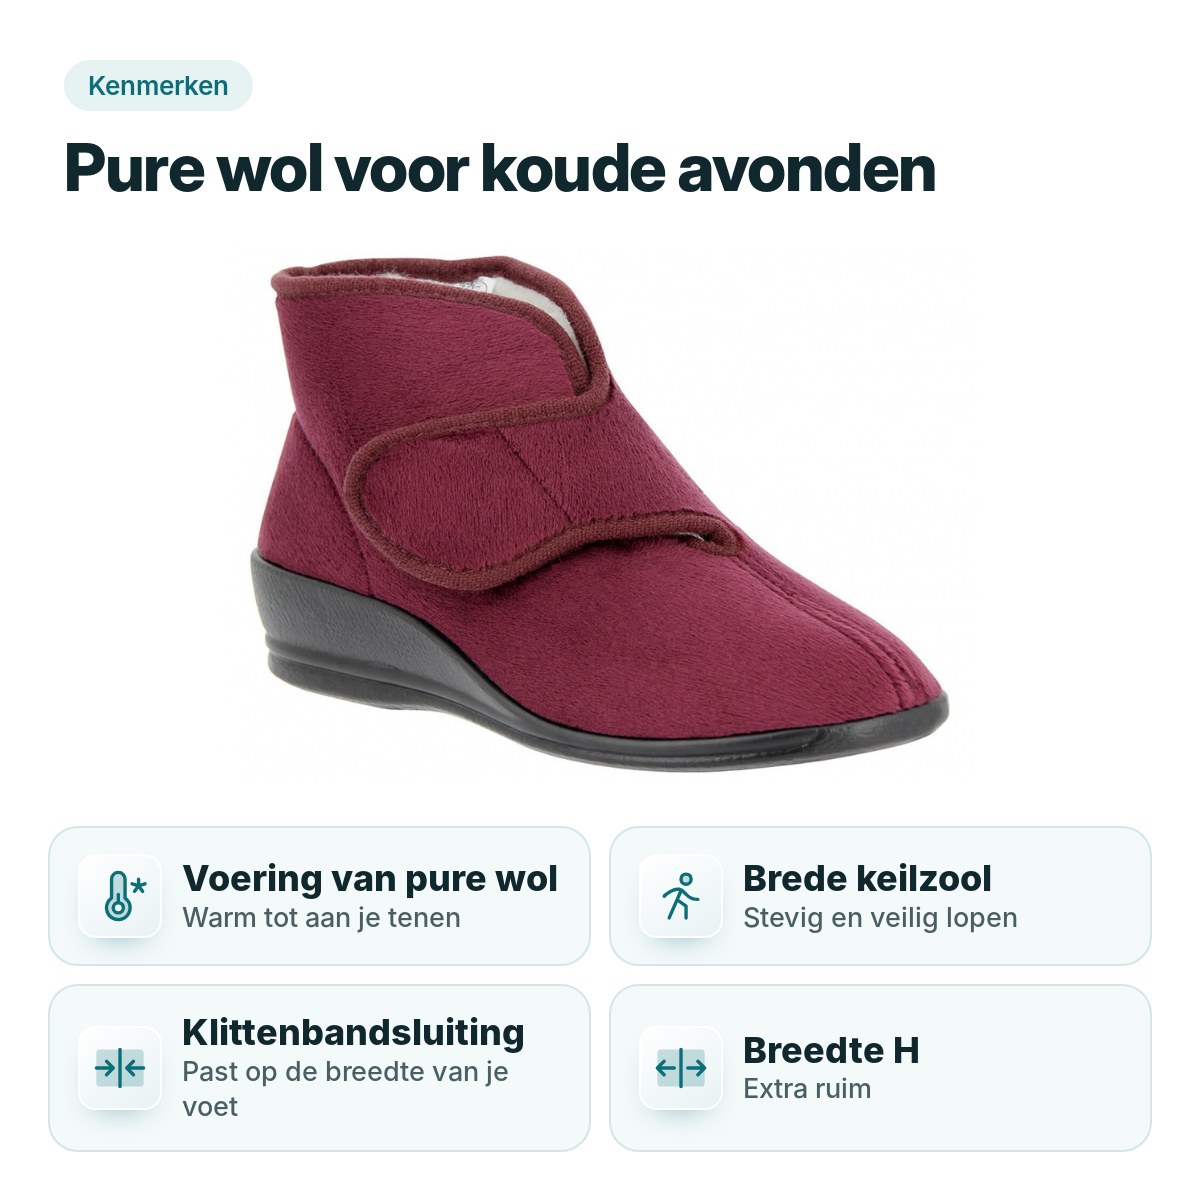 Kenmerken
Pure wol voor koude avonden
Voering van pure wol
Warm tot aan je tenen
Brede keilzool
Stevig en veilig lopen
Klittenbandsluiting
Past op de breedte van je
voet
Breedte H
Extra ruim